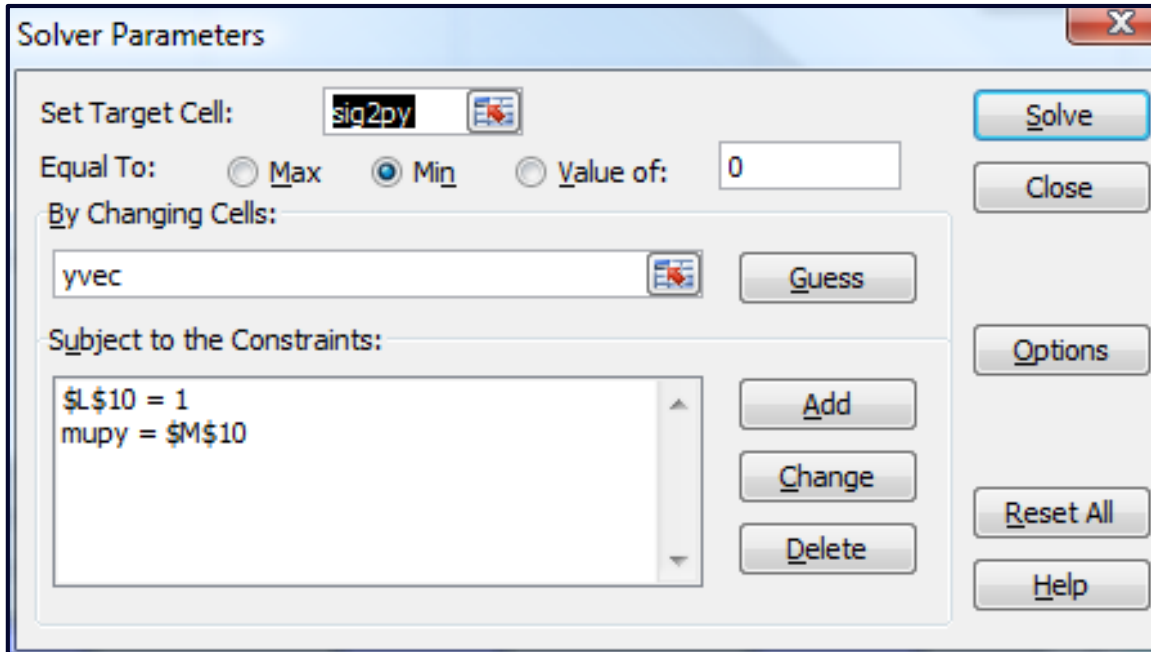 Solver Parameters
X
Set Target Cell: sig2py
Solve
Equal To: Max Min Value of: 0
Close
By Changing Cells:
yvec
Guess
Subject to the Constraints:
Options
$L$10 = 1
Add
mupy = $M$10
Change
Reset All
Delete
Help